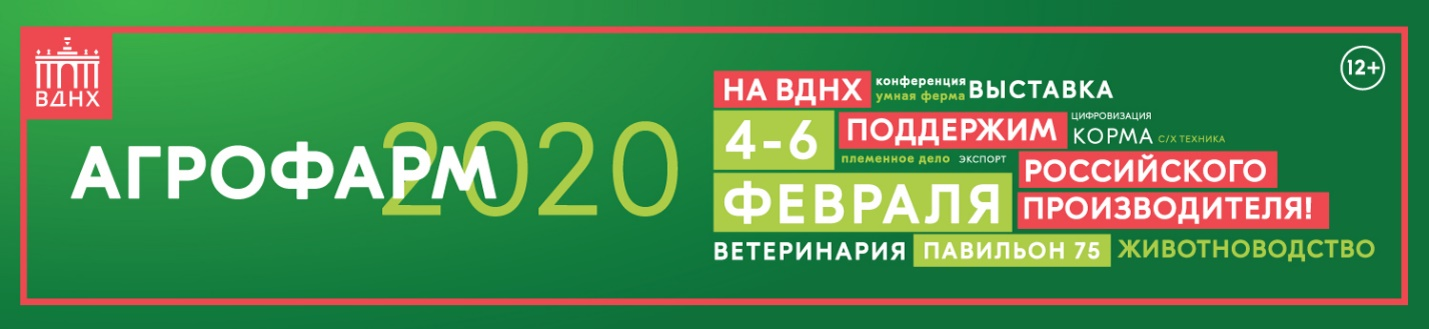 ВДНХ
АГРОФАРМ 2020
НА ВДНХ
конференция
умная ферма
ВЫСТАВКА
12+
4-6
ПОДДЕРЖИМ
ЦИФРОВИЗАЦИЯ
КОРМА
С/Х ТЕХНИКА
племенное дело
ЭКСПОРТ
ФЕВРАЛЯ
РОССИЙСКОГО
ПРОИЗВОДИТЕЛЯ!
ВЕТЕРИНАРИЯ
ПАВИЛЬОН 75
ЖИВОТНОВОДСТВО